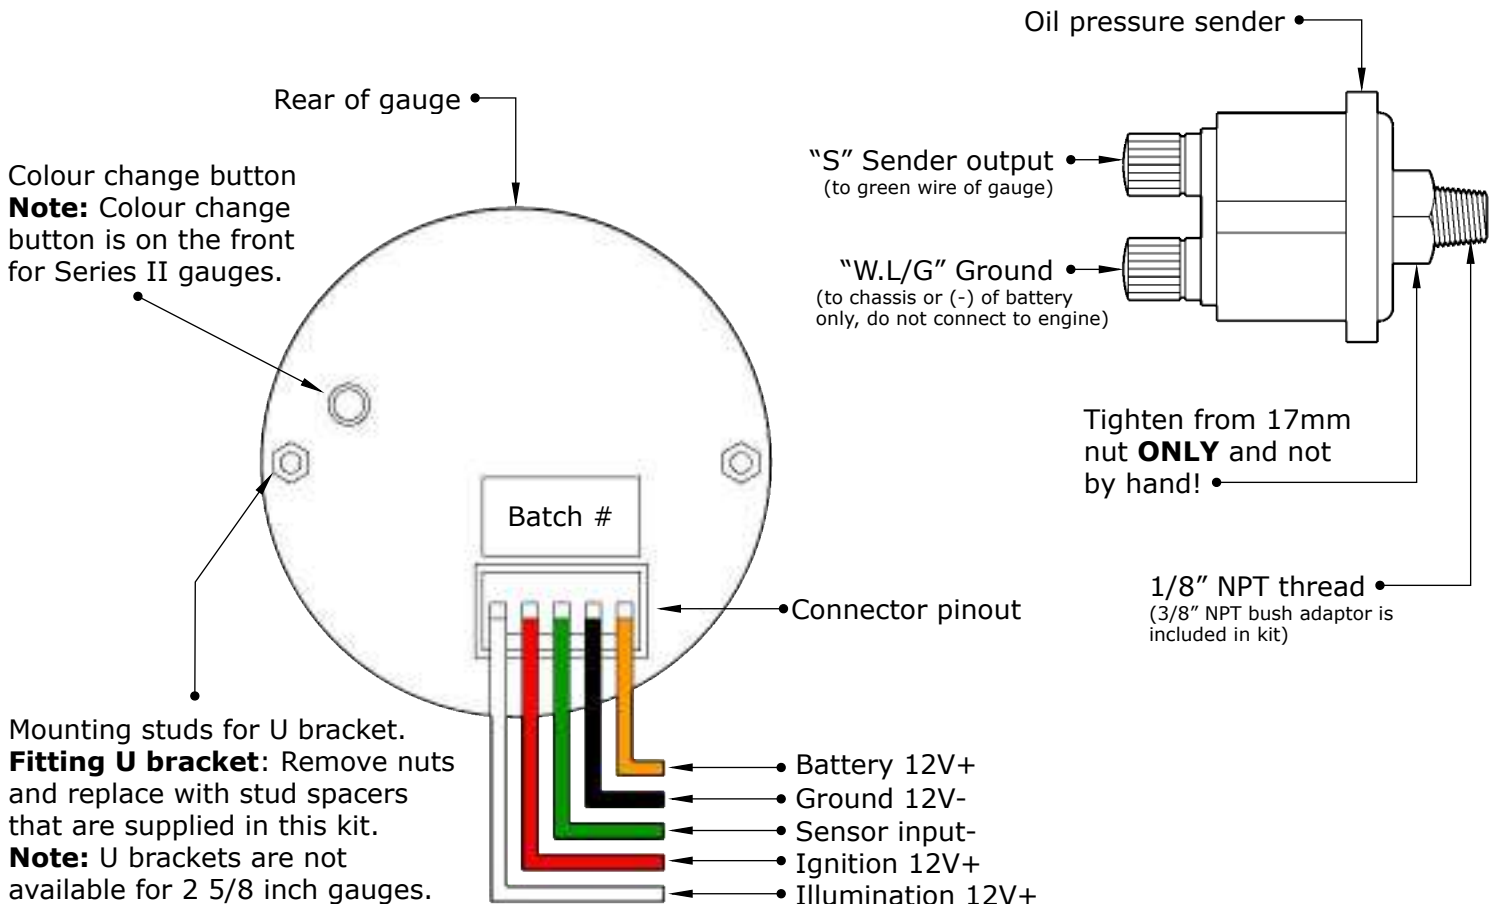 Oil pressure sender
Rear of gauge
"S" Sender output
(to green wire of gauge)
Colour change button
Note: Colour change
button is on the front
for Series II gauges.
"W.L/G" Ground
(to chassis or (-) of battery
only, do not connect to engine)
Tighten from 17mm
nut ONLY and not
by hand!
Batch #
1/8" NPT thread
(3/8" NPT bush adaptor is
included in kit)
Connector pinout
Mounting studs for U bracket.
Fitting U bracket: Remove nuts
and replace with stud spacers
that are supplied in this kit.
Note: U brackets are not
available for 2 5/8 inch gauges.
Battery 12V+
Ground 12V-
Sensor input-
Ignition 12V+
Illumination 12V+